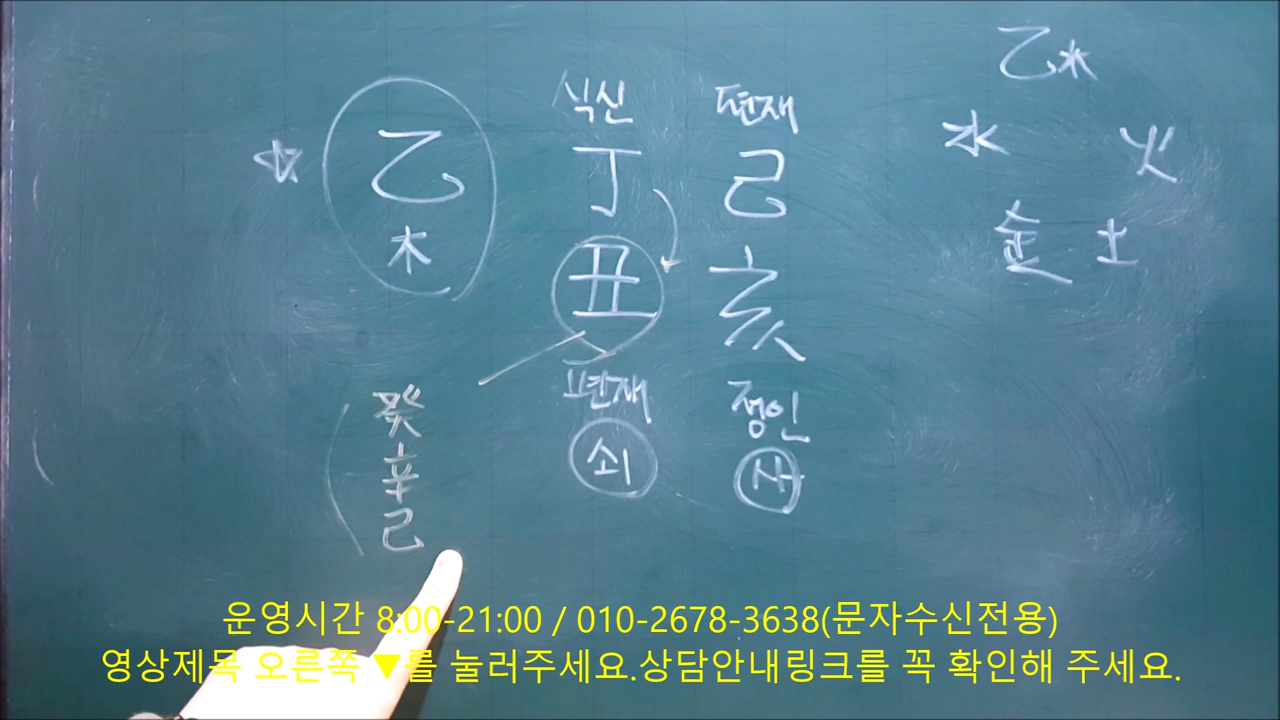 乙木
水 火
金 土
식신 편재
乙 丁 己
木 丑 亥
편재 정인
쇠 사
癸
辛
己
운영시간 8:00-21:00 / 010-2678-3638(문자수신전용)
영상제목 오른쪽 ▼를 눌러주세요.상담안내링크를 꼭 확인해 주세요.